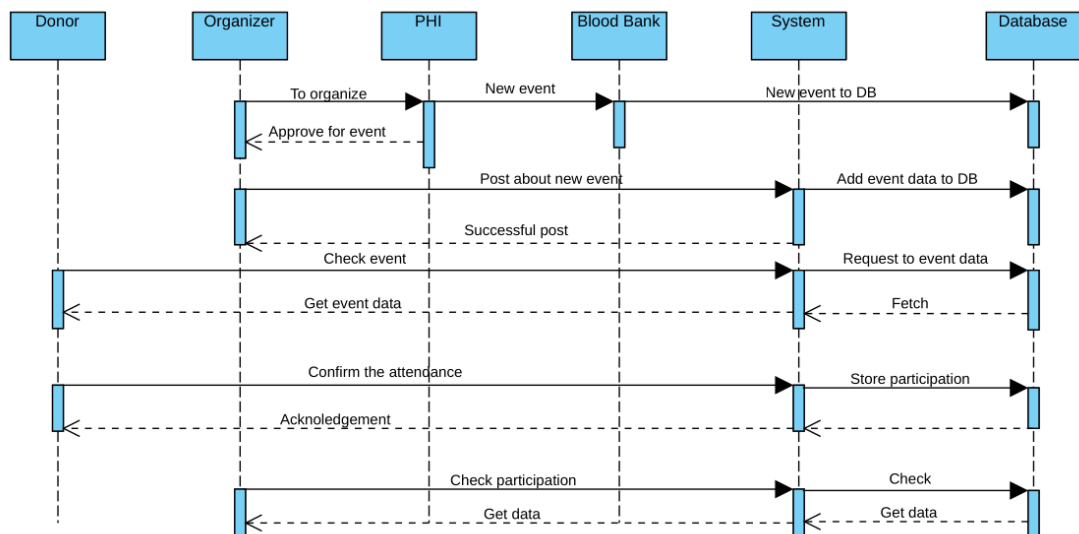 Donor
Organizer
PHI
Blood Bank
System
Database
To organize
New event
New event to DB
Approve for event
Post about new event
Add event data to DB
Successful post
Check event
Request to event data
Get event data
Fetch
Confirm the attendance
Store participation
Acknoledgement
Check participation
Check
Get data
Get data